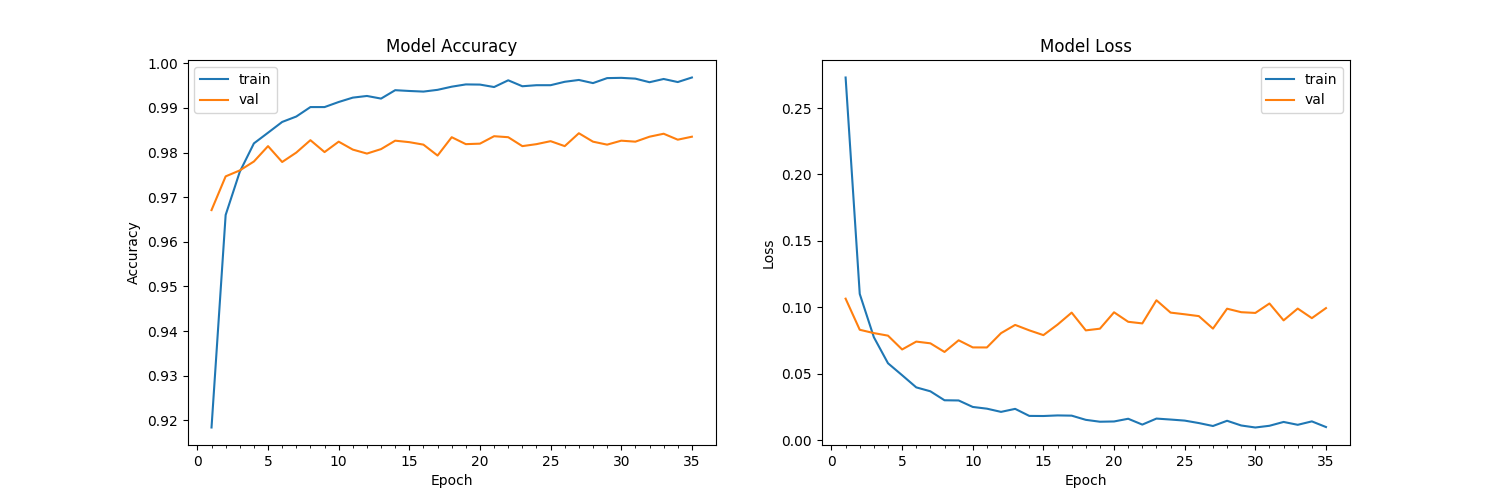 Model Accuracy
train
val
1.00
0.99
0.98
0.97
0.96
0.95
0.94
0.93
0.92
Accuracy
0 5 10 15 20 25 30 35
Epoch
Model Loss
train
val
0.25
0.20
0.15
0.10
0.05
0.00
Loss
0 5 10 15 20 25 30 35
Epoch